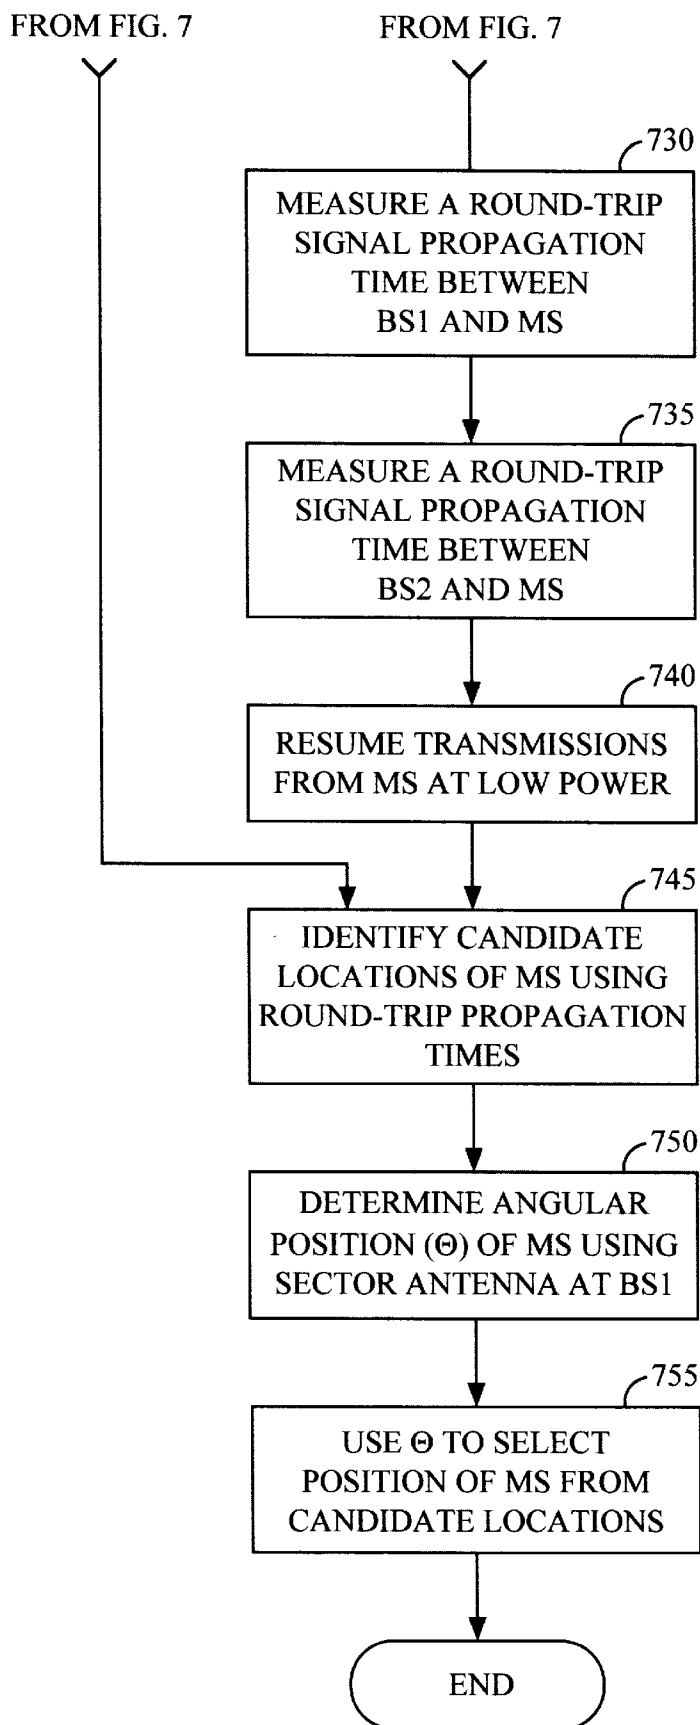 FROM FIG. 7
FROM FIG. 7
730
MEASURE A ROUND-TRIP
SIGNAL PROPAGATION
TIME BETWEEN
BS1 AND MS
735
MEASURE A ROUND-TRIP
SIGNAL PROPAGATION
TIME BETWEEN
BS2 AND MS
740
RESUME TRANSMISSIONS
FROM MS AT LOW POWER
745
IDENTIFY CANDIDATE
LOCATIONS OF MS USING
ROUND-TRIP PROPAGATION
TIMES
750
DETERMINE ANGULAR
POSITION (Θ) OF MS USING
SECTOR ANTENNA AT BS1
755
USE Θ TO SELECT
POSITION OF MS FROM
CANDIDATE LOCATIONS
END